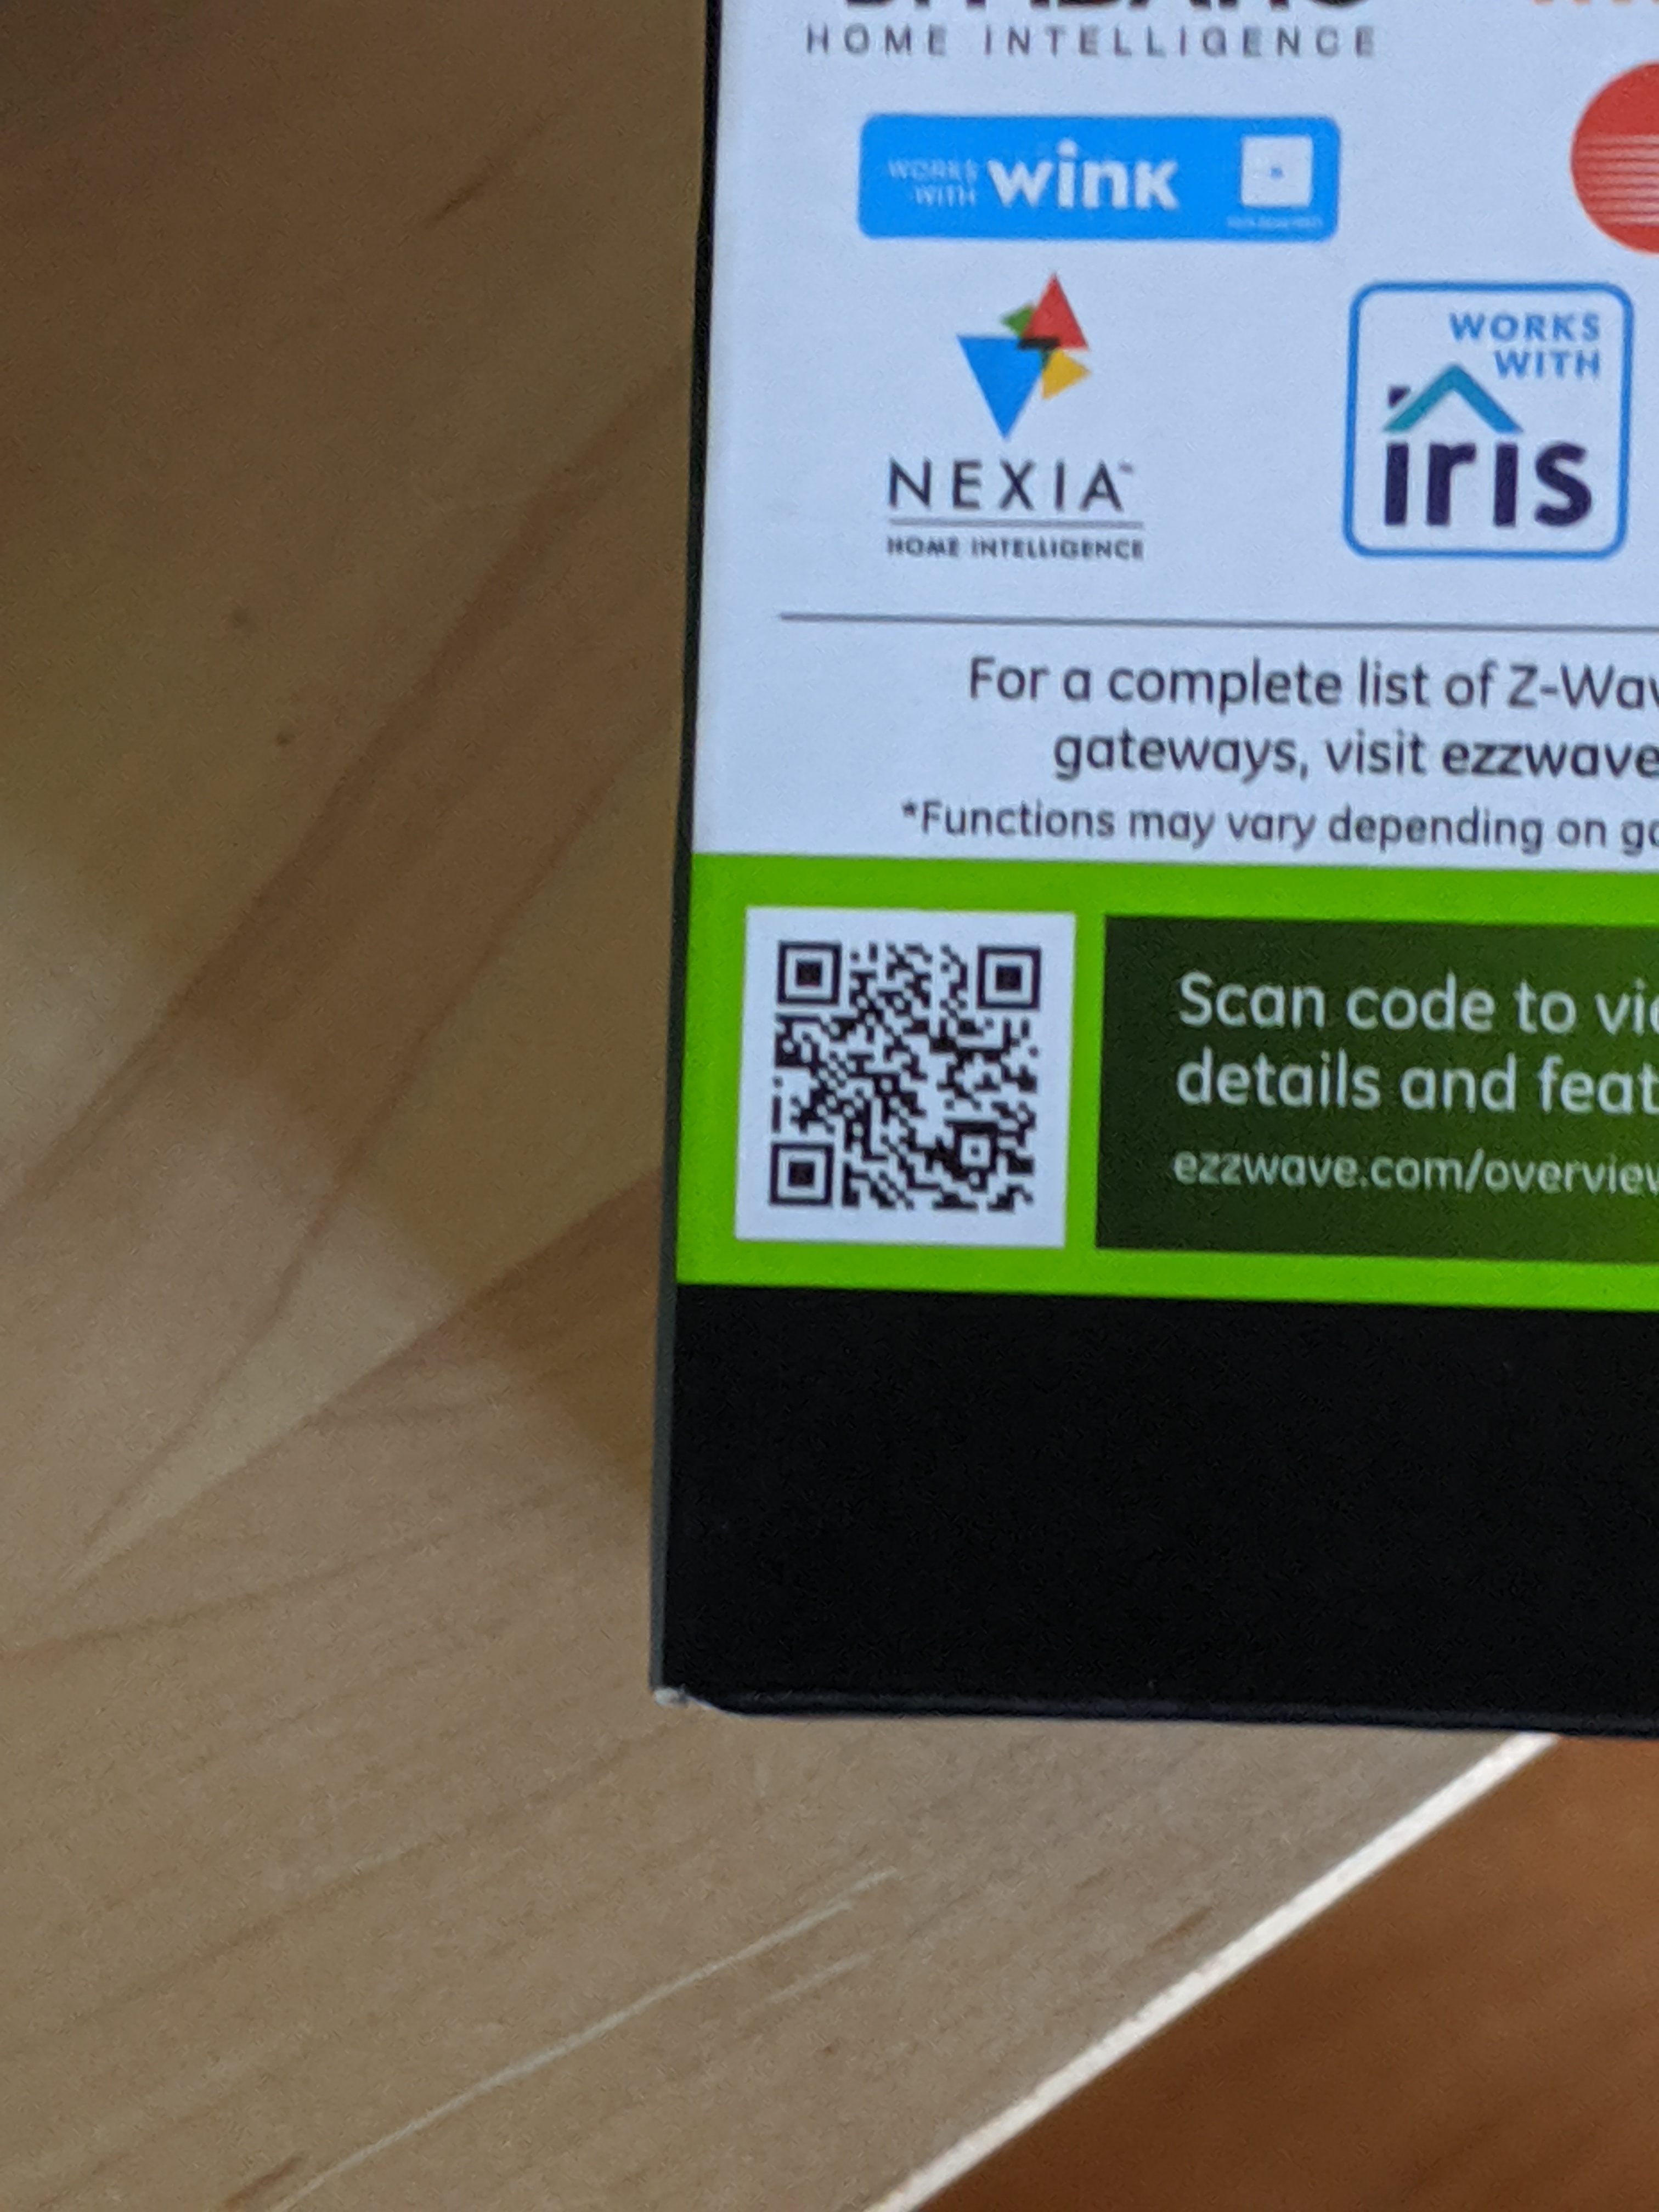 HOME INTELLIGENCE
WORKS WITH wink
NEXIA™
HOME INTELLIGENCE
WORKS
WITH
iris
For a complete list of Z-Wav
gateways, visit ezzwave
*Functions may vary depending on
Scan code to vi
details and feat
ezzwave.com/overview